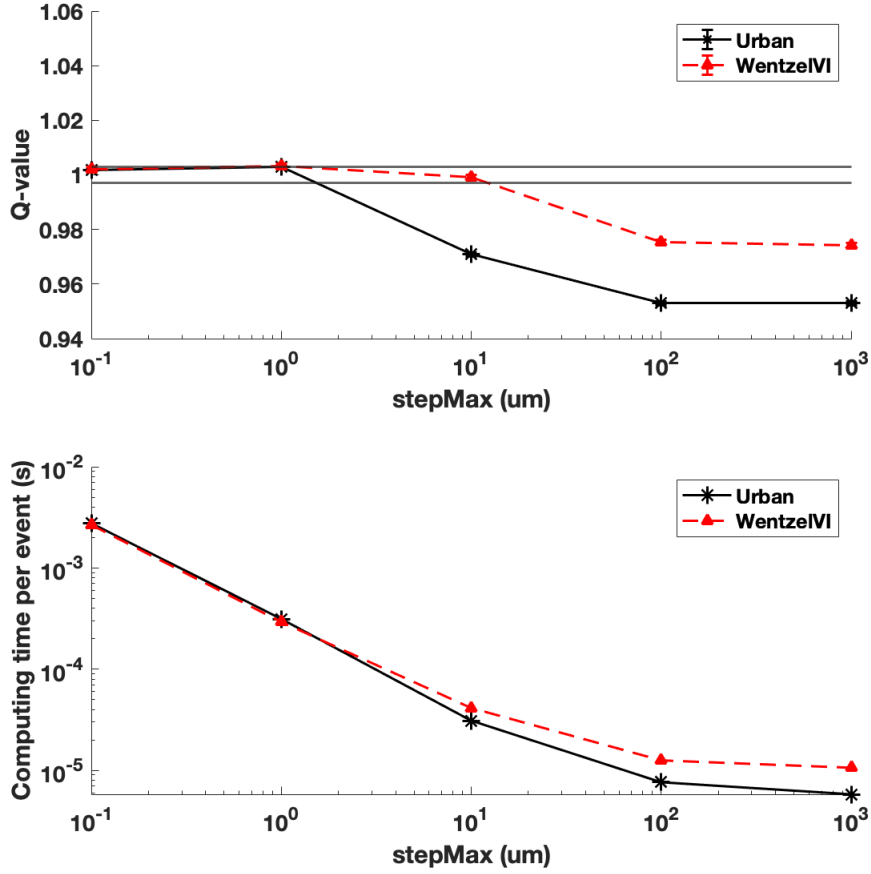 1.06
1.04
1.02
1
0.98
0.96
0.94
Q-value
Urban
WentzelVI
10^-1
10^0
10^1
10^2
10^3
stepMax (um)
10^-2
10^-3
10^-4
10^-5
Computing time per event (s)
Urban
WentzelVI
10^-1
10^0
10^1
10^2
10^3
stepMax (um)